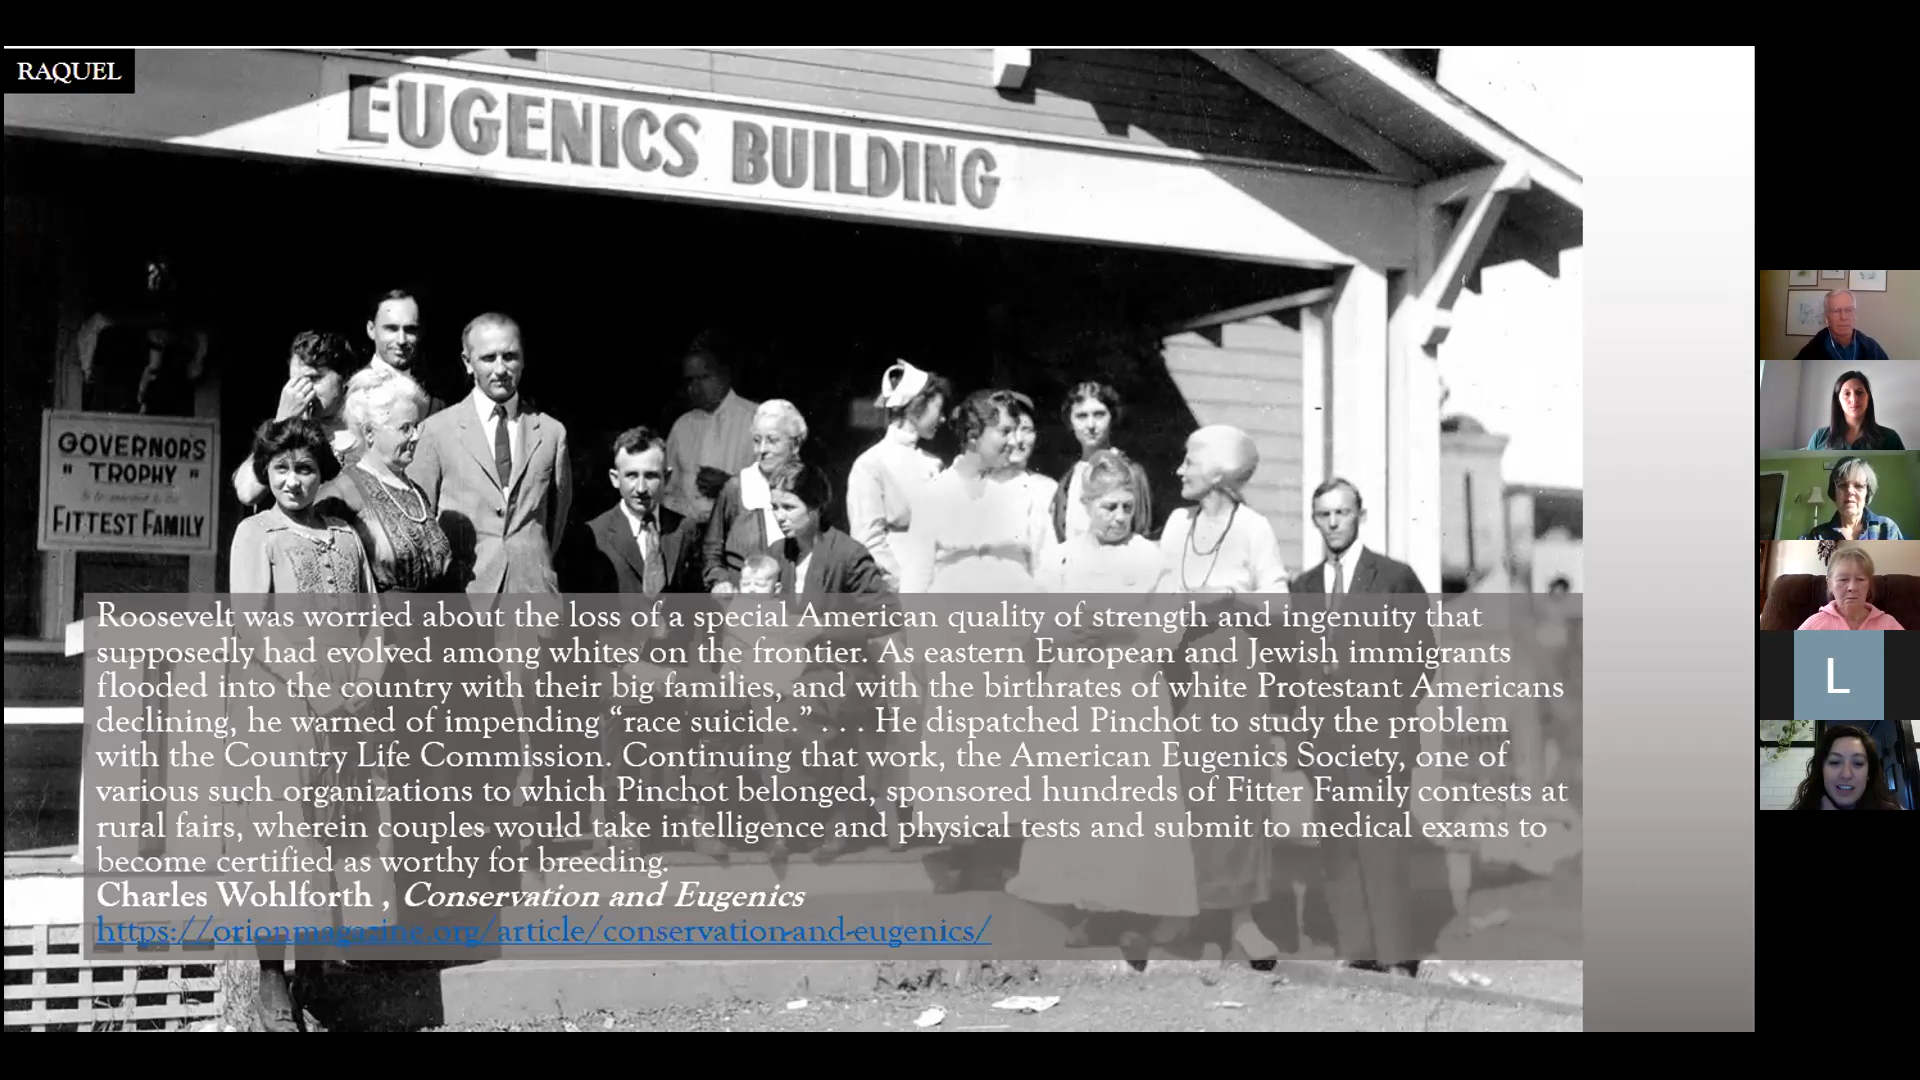 RAQUEL
EUGENICS BUILDING
GOVERNORS
" TROPHY "
FITTEST FAMILY
Roosevelt was worried about the loss of a special American quality of strength and ingenuity that
supposedly had evolved among whites on the frontier. As eastern European and Jewish immigrants
flooded into the country with their big families, and with the birthrates of white Protestant Americans
declining, he warned of impending “race suicide.” . . . He dispatched Pinchot to study the problem
with the Country Life Commission. Continuing that work, the American Eugenics Society, one of
various such organizations to which Pinchot belonged, sponsored hundreds of Fitter Family contests at
rural fairs, wherein couples would take intelligence and physical tests and submit to medical exams to
become certified as worthy for breeding.
Charles Wohlforth , Conservation and Eugenics
https://orionmagazine.org/article/conservation-and-eugenics/
L